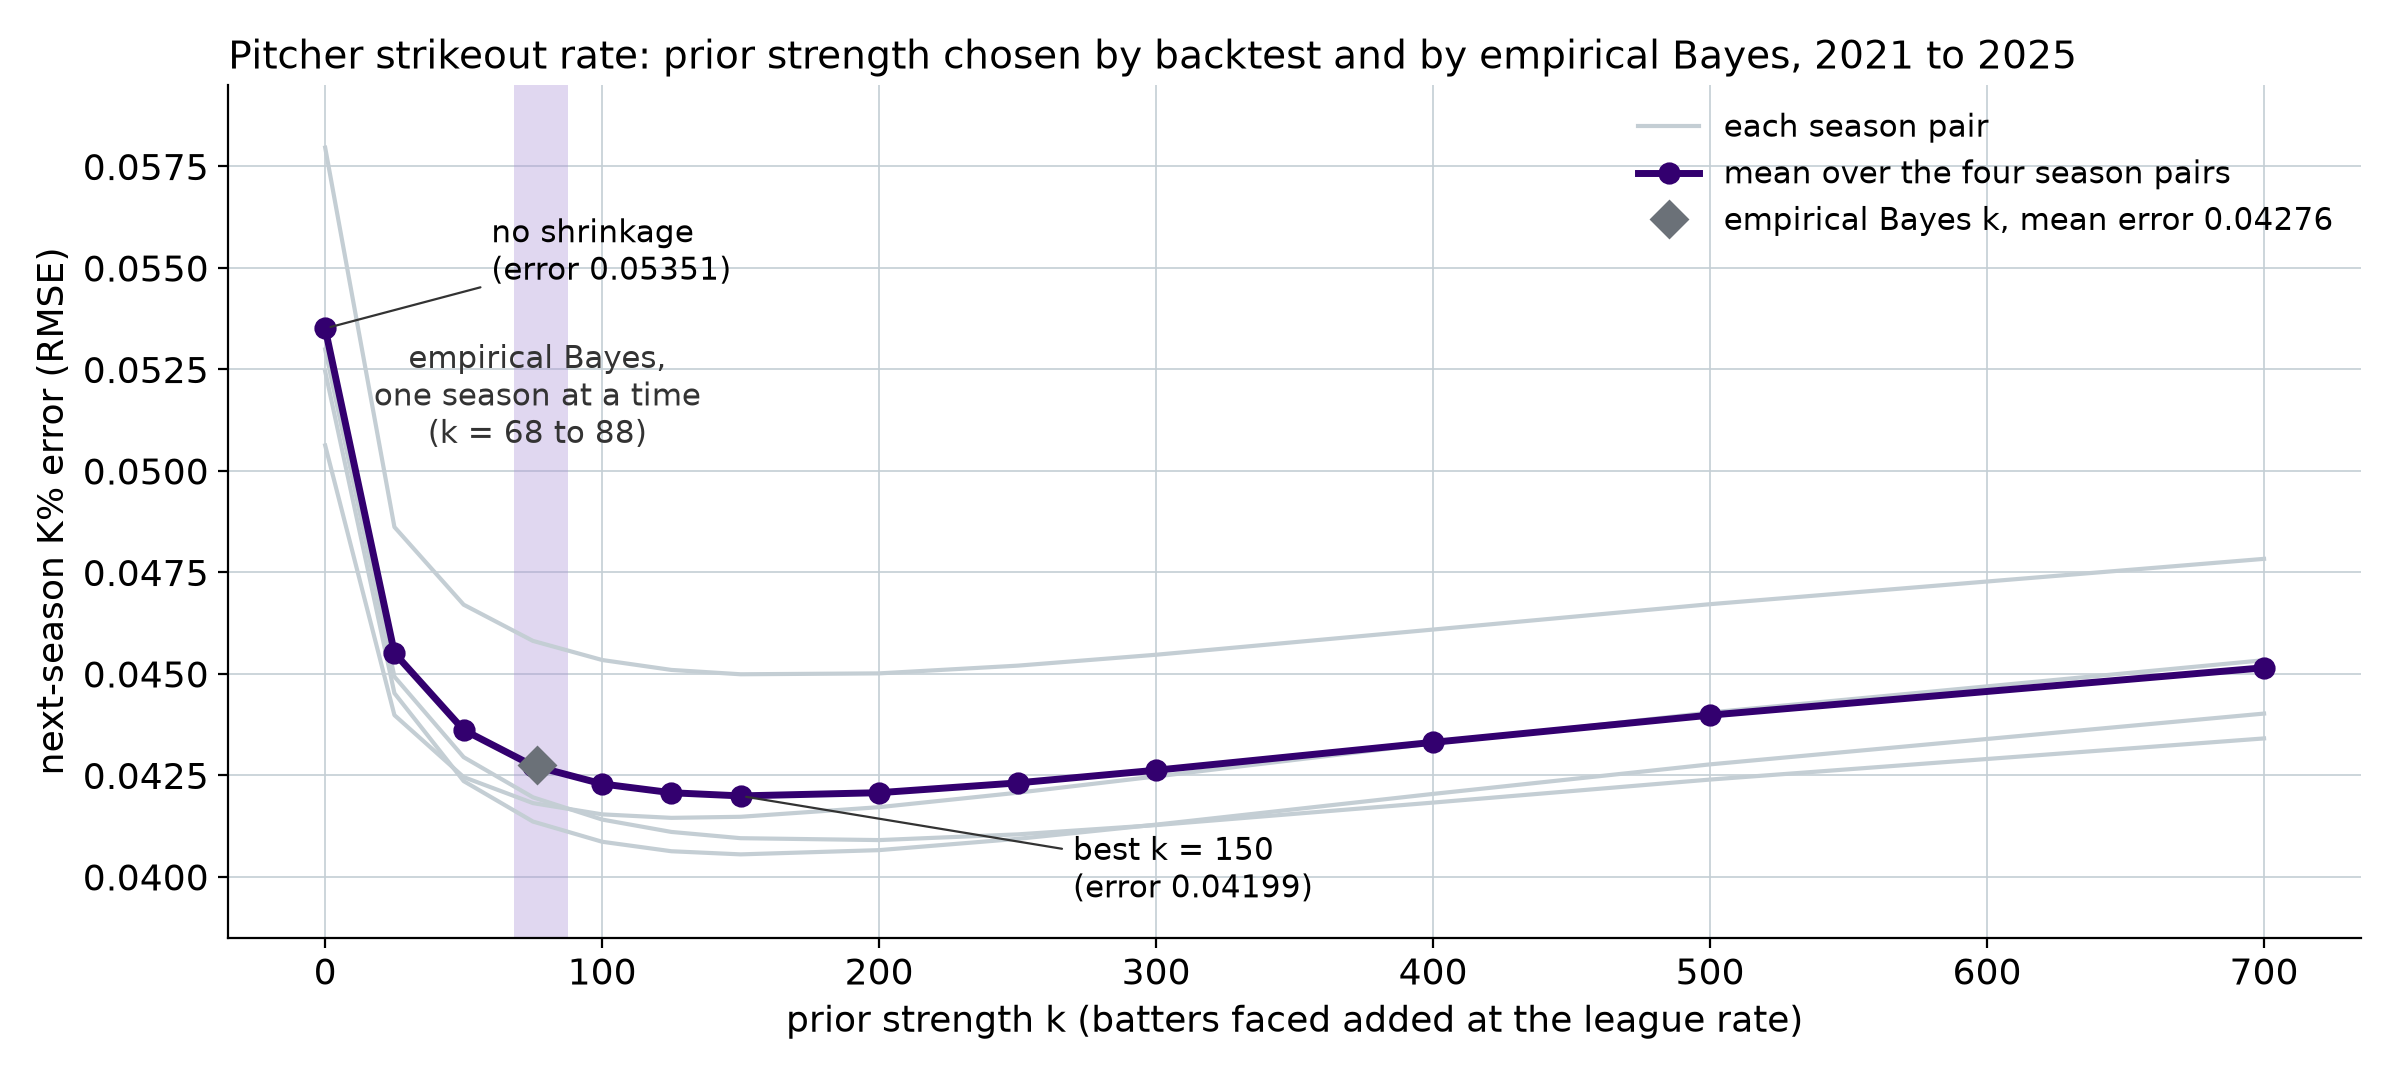 Pitcher strikeout rate: prior strength chosen by backtest and by empirical Bayes, 2021 to 2025
each season pair
mean over the four season pairs
empirical Bayes k, mean error 0.04276
no shrinkage
(error 0.05351)
empirical Bayes,
one season at a time
(k = 68 to 88)
best k = 150
(error 0.04199)
next-season K% error (RMSE)
0.0575
0.0550
0.0525
0.0500
0.0475
0.0450
0.0425
0.0400
0 100 200 300 400 500 600 700
prior strength k (batters faced added at the league rate)